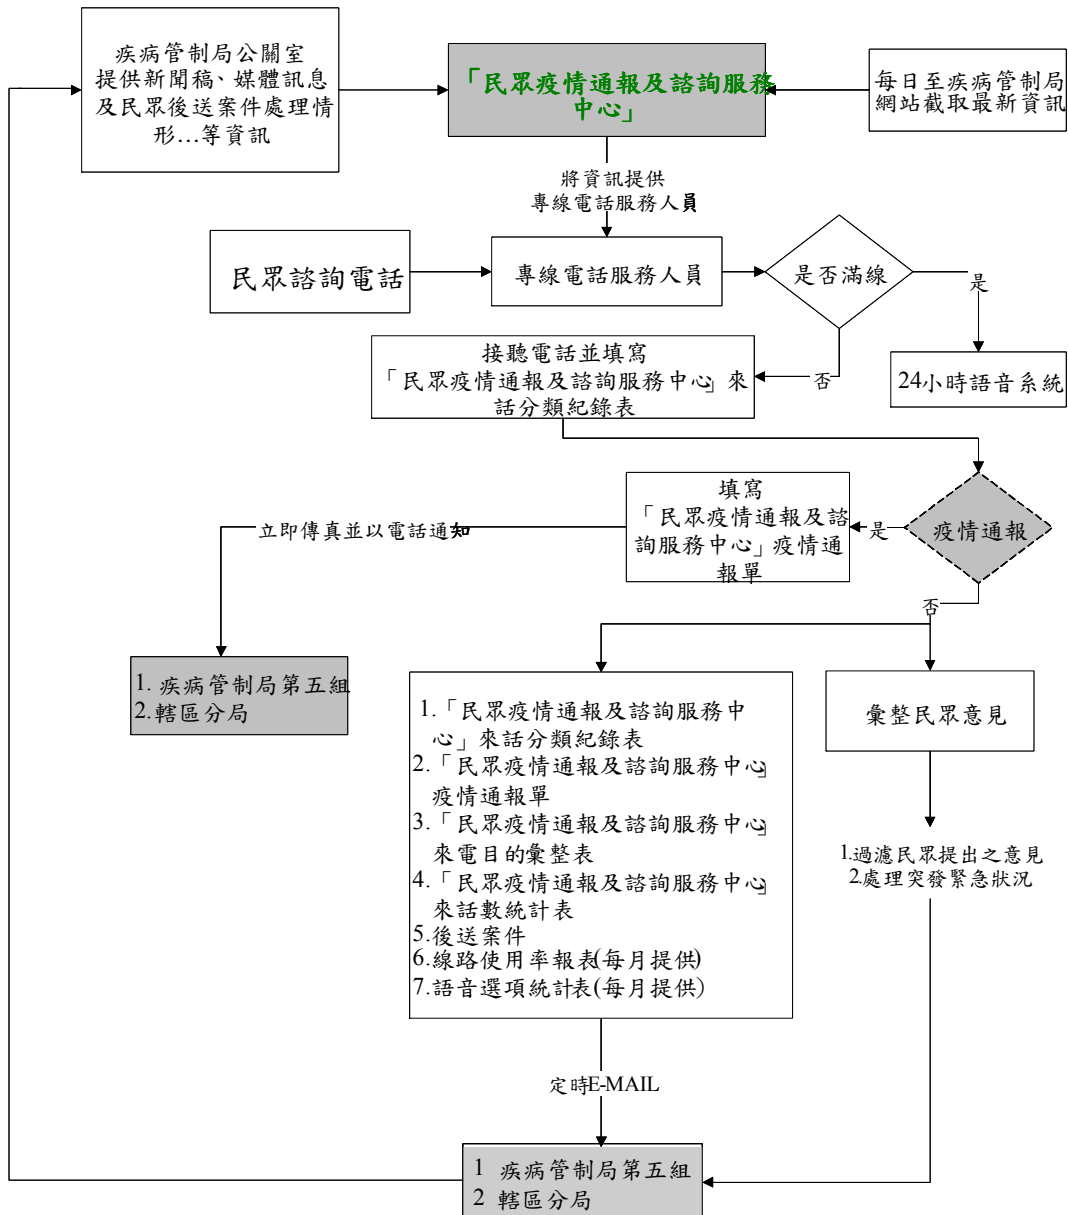 疾病管制局公關室
提供新聞稿、媒體訊息
及民眾後送案件處理情
形...等資訊
「民眾疫情通報及諮詢服務
中心」
每日至疾病管制局
網站截取最新資訊
將資訊提供
專線電話服務人員
民眾諮詢電話
專線電話服務人員
是否滿線
是
24小時語音系統
否
接聽電話並填寫
「民眾疫情通報及諮詢服務中心」來
話分類紀錄表
疫情通報
是
填寫
「民眾疫情通報及諮
詢服務中心」疫情通
報單
立即傳真並以電話通知
1. 疾病管制局第五組
2. 轄區分局
否
1.「民眾疫情通報及諮詢服務中
心」來話分類紀錄表
2.「民眾疫情通報及諮詢服務中心」
疫情通報單
3.「民眾疫情通報及諮詢服務中心」
來電目的彙整表
4.「民眾疫情通報及諮詢服務中心」
來話數統計表
5.後送案件
6.線路使用率報表(每月提供)
7.語音選項統計表(每月提供)
彙整民眾意見
1.過濾民眾提出之意見
2.處理突發緊急狀況
定時E-MAIL
1 疾病管制局第五組
2 轄區分局